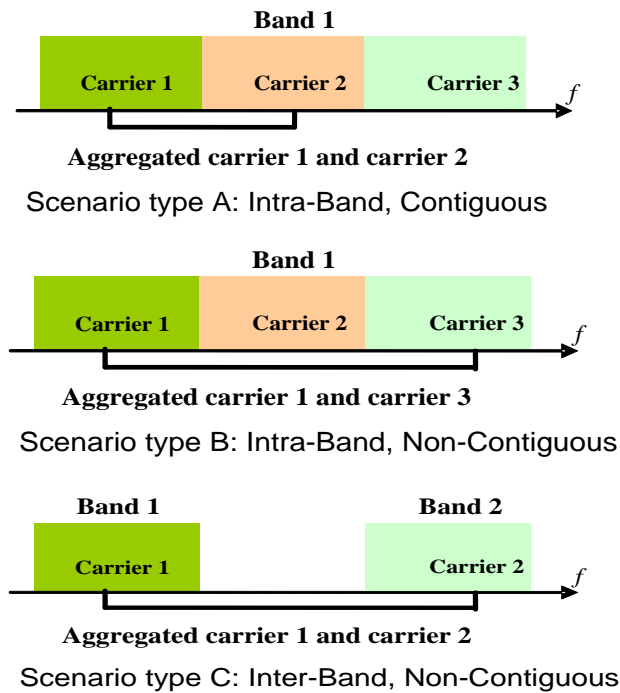 Band 1
Carrier 1 Carrier 2 Carrier 3
f
Aggregated carrier 1 and carrier 2
Scenario type A: Intra-Band, Contiguous
Band 1
Carrier 1 Carrier 2 Carrier 3
f
Aggregated carrier 1 and carrier 3
Scenario type B: Intra-Band, Non-Contiguous
Band 1 Band 2
Carrier 1 Carrier 2
f
Aggregated carrier 1 and carrier 2
Scenario type C: Inter-Band, Non-Contiguous